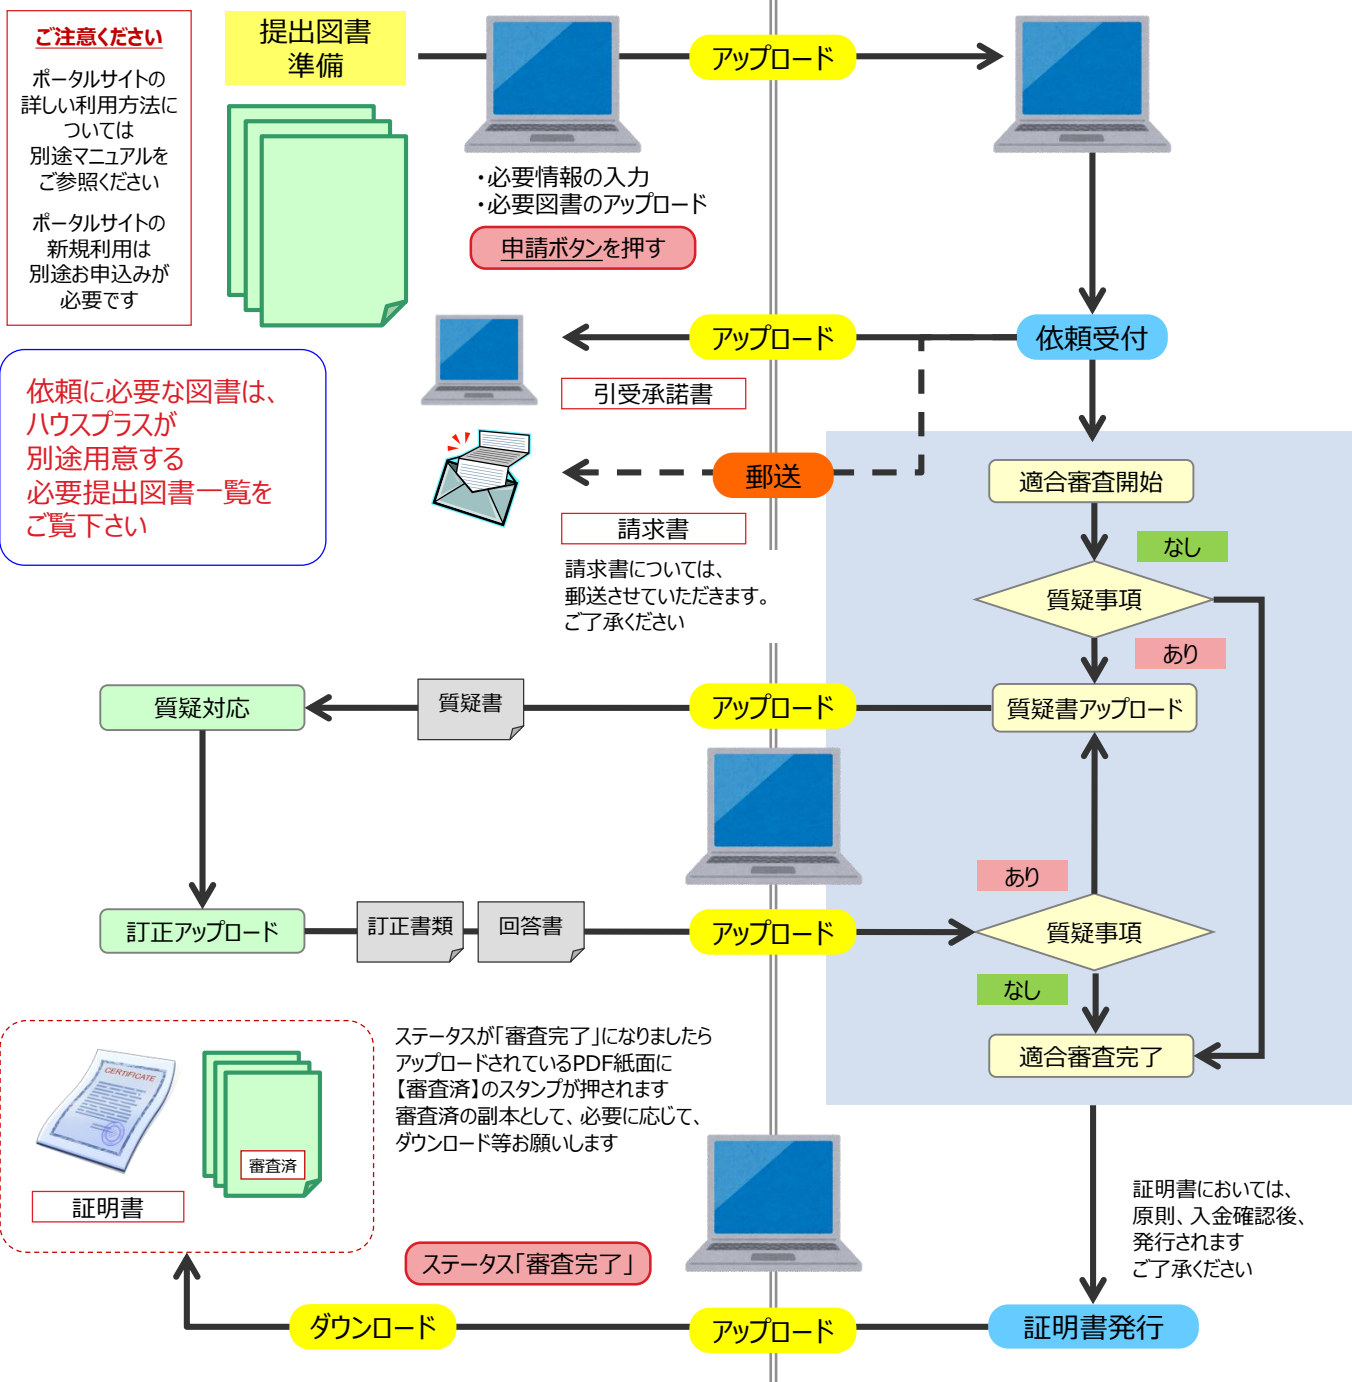 ご注意ください
ポータルサイトの
詳しい利用方法に
ついては
別途マニュアルを
ご参照ください
ポータルサイトの
新規利用は
別途お申込みが
必要です
提出図書
準備
アップロード
・必要情報の入力
・必要図書のアップロード
申請ボタンを押す
アップロード
依頼受付
引受承諾書
依頼に必要な図書は、
ハウスプラスが
別途用意する
必要提出図書一覧を
ご覧下さい
郵送
請求書
請求書については、
郵送させていただきます。
ご了承ください
適合審査開始
なし
質疑事項
あり
質疑対応
質疑書
アップロード
質疑書アップロード
あり
訂正アップロード
訂正書類
回答書
アップロード
質疑事項
なし
適合審査完了
CERTIFICATE
審査済
証明書
ステータスが「審査完了」になりましたら
アップロードされているPDF紙面に
【審査済】のスタンプが押されます
審査済の副本として、必要に応じて、
ダウンロード等お願いします
証明書においては、
原則、入金確認後、
発行されます
ご了承ください
ステータス「審査完了」
ダウンロード
アップロード
証明書発行